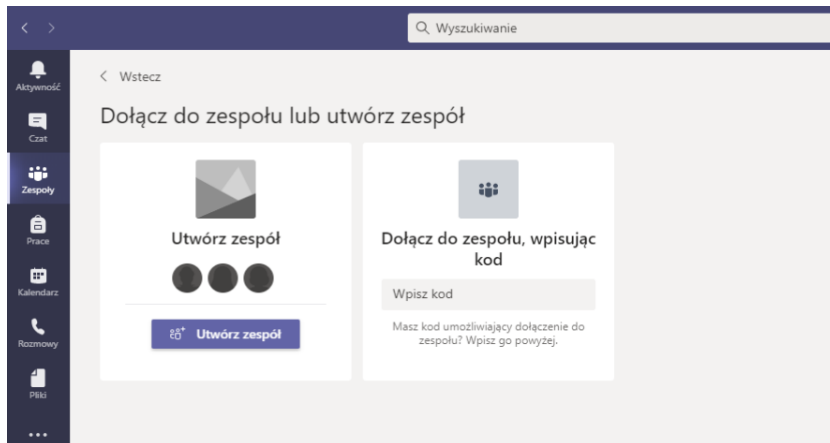 Wyszukiwanie
Aktywność
Czat
Zespoły
Prace
Kalendarz
Rozmowy
Pliki
Wstecz
Dołącz do zespołu lub utwórz zespół
Utwórz zespół
Utwórz zespół
Dołącz do zespołu, wpisując
kod
Wpisz kod
Masz kod umożliwiający dołączenie do
zespołu? Wpisz go powyżej.